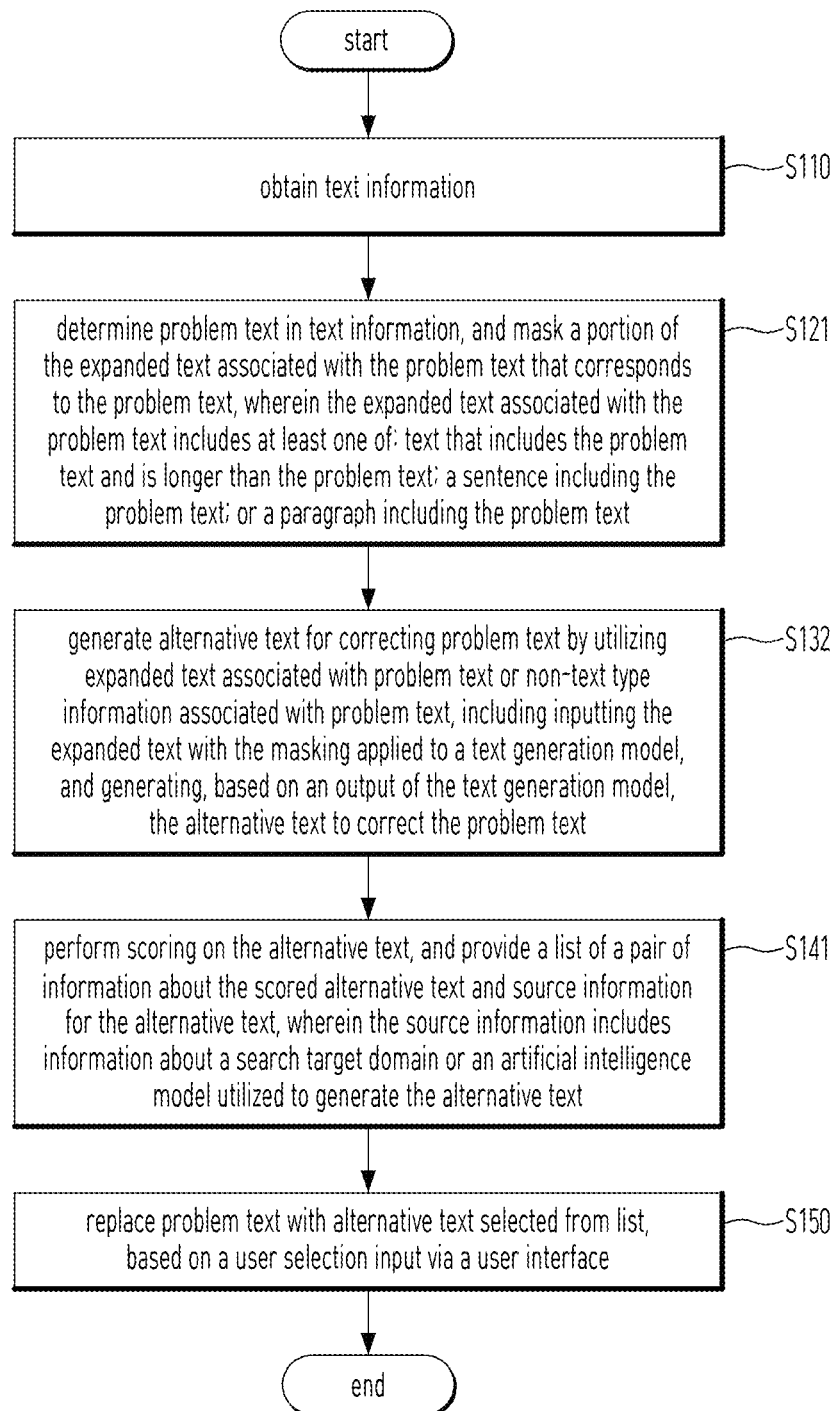 start
obtain text information
S110
determine problem text in text information, and mask a portion of
the expanded text associated with the problem text that corresponds
to the problem text, wherein the expanded text associated with the
problem text includes at least one of: text that includes the problem
text and is longer than the problem text; a sentence including the
problem text; or a paragraph including the problem text
S121
generate alternative text for correcting problem text by utilizing
expanded text associated with problem text or non-text type
information associated with problem text, including inputting the
expanded text with the masking applied to a text generation model,
and generating, based on an output of the text generation model,
the alternative text to correct the problem text
S132
perform scoring on the alternative text, and provide a list of a pair of
information about the scored alternative text and source information
for the alternative text, wherein the source information includes
information about a search target domain or an artificial intelligence
model utilized to generate the alternative text
S141
replace problem text with alternative text selected from list,
based on a user selection input via a user interface
S150
end